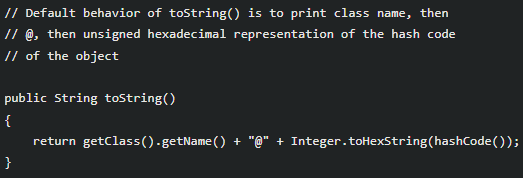 // Default behavior of toString() is to print class name, then
// @, then unsigned hexadecimal representation of the hash code
// of the object
public String toString()
{
    return getClass().getName() + "@" + Integer.toHexString(hashCode());
}